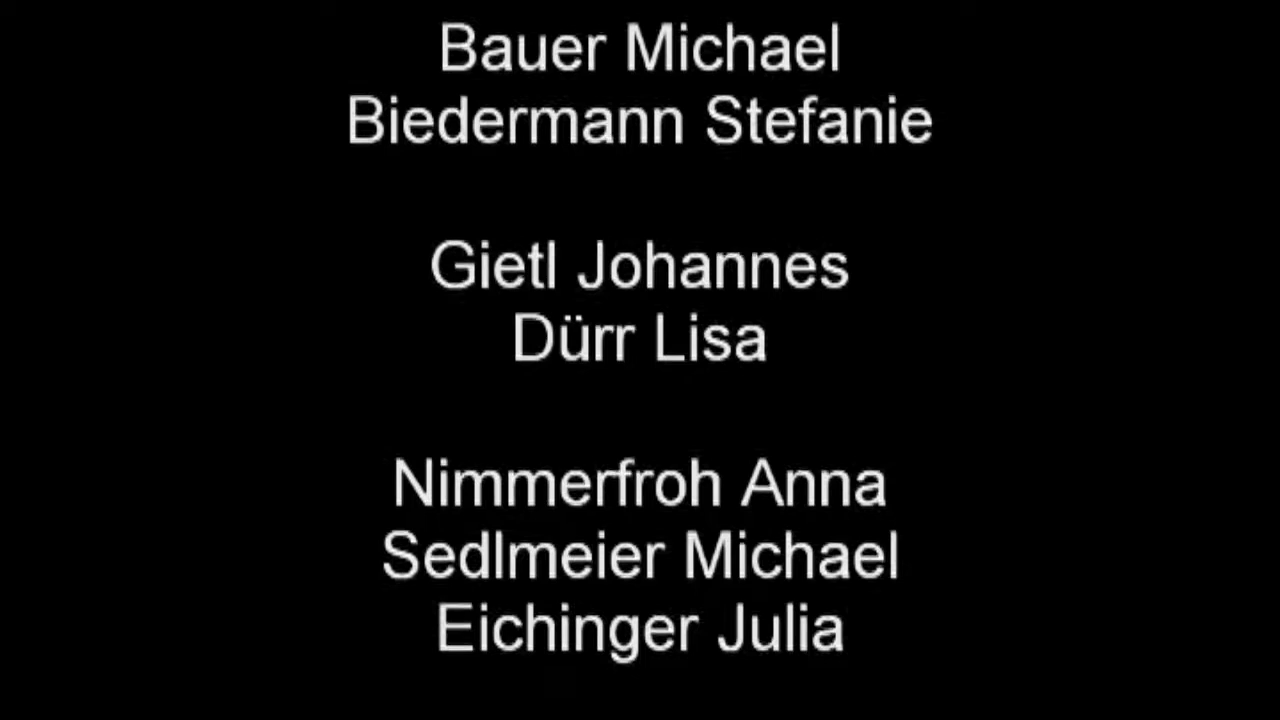 Bauer Michael
Biedermann Stefanie
Gietl Johannes
Dürr Lisa
Nimmerfroh Anna
Sedlmeier Michael
Eichinger Julia